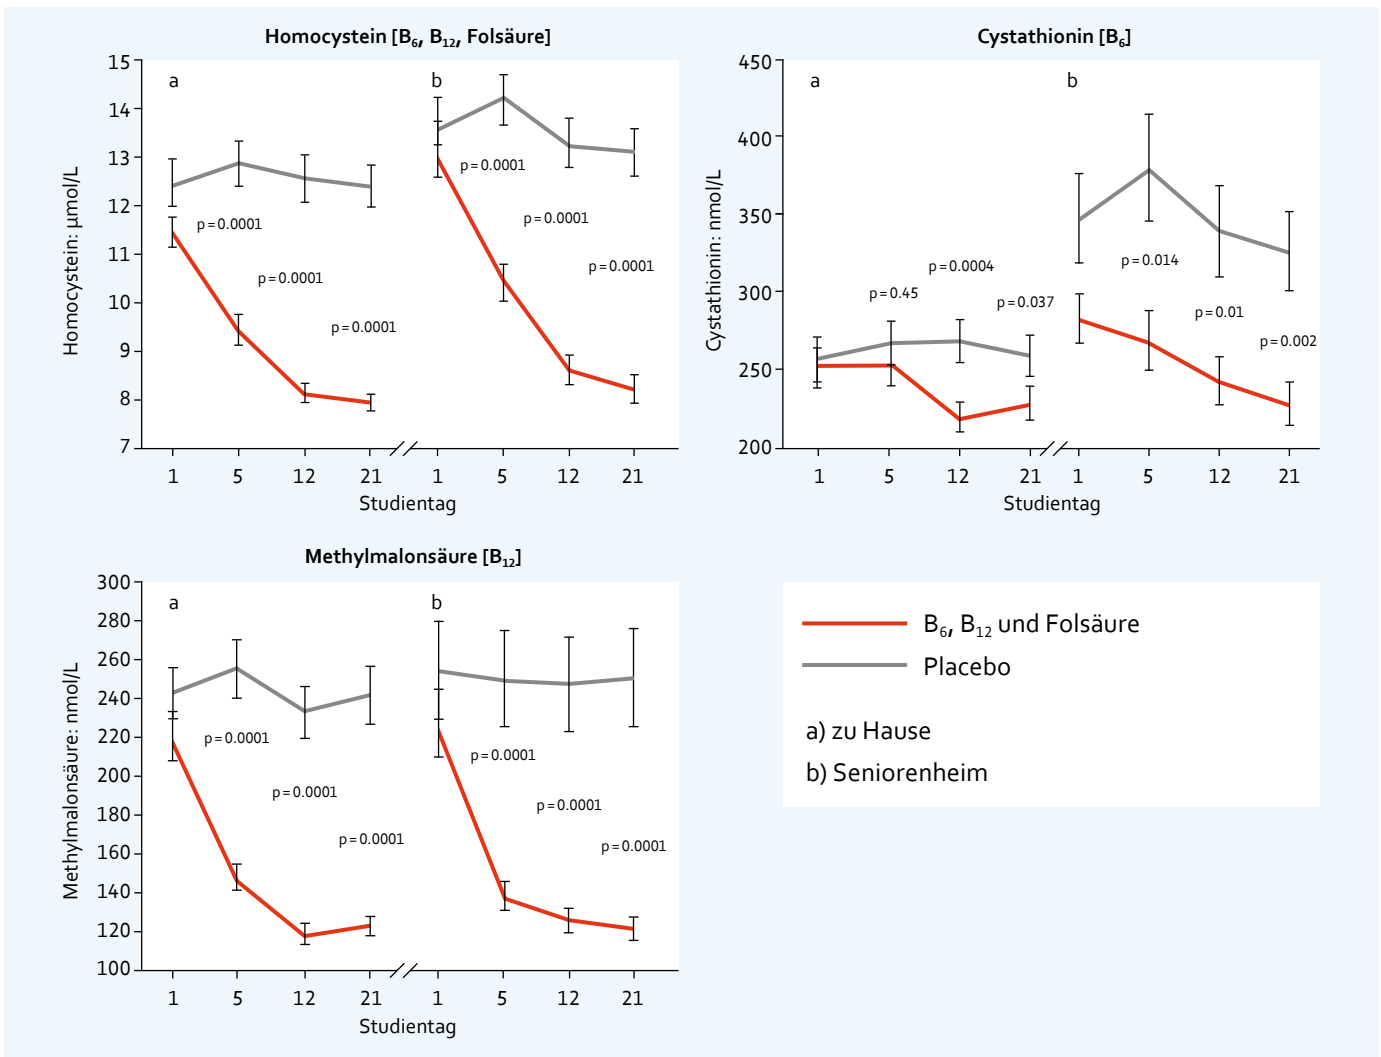 Homocystein [B₆, B₁₂, Folsäure]
Homocystein: µmol/L
15
14
13
12
11
10
9
8
7
a
b
p = 0.0001
p = 0.0001
p = 0.0001
p = 0.0001
p = 0.0001
p = 0.0001
1 5 12 21 1 5 12 21
Studientag
Cystathionin [B₆]
Cystathionin: nmol/L
450
400
350
300
250
200
a
b
p = 0.45
p = 0.0004
p = 0.037
p = 0.014
p = 0.01
p = 0.002
1 5 12 21 1 5 12 21
Studientag
Methylmalonsäure [B₁₂]
Methylmalonsäure: nmol/L
300
280
260
240
220
200
180
160
140
120
100
a
b
p = 0.0001
p = 0.0001
p = 0.0001
p = 0.0001
p = 0.0001
p = 0.0001
1 5 12 21 1 5 12 21
Studientag
B₆, B₁₂ und Folsäure
Placebo
a) zu Hause
b) Seniorenheim